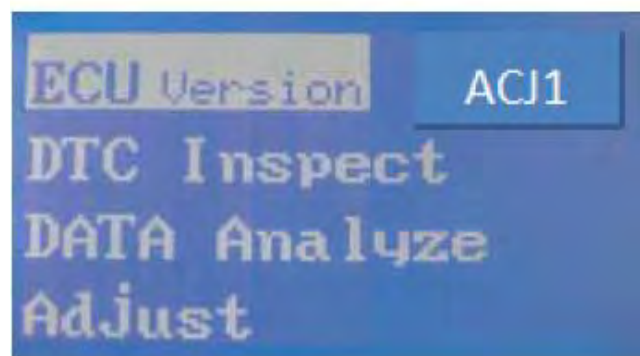 ECU Version ACJ1
DTC Inspect
DATA Analyze
Adjust